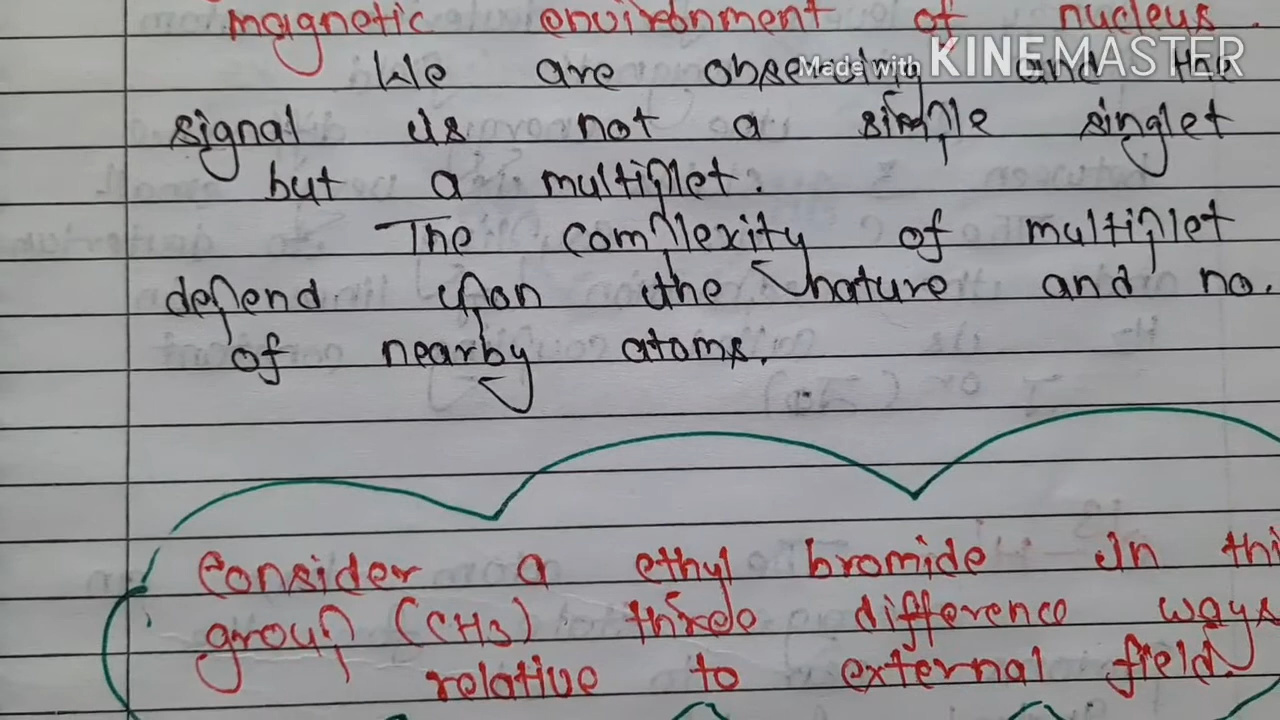 magnetic environment of nucleus.
Made with KINEMASTER
We are observing and the
signal is not a simple singlet
but a multiplet.
The complexity of multiplet
depend upon the nature and no.
of nearby atoms.
Consider a ethyl bromide In thi
group (CH3) three difference ways
relative to external field.